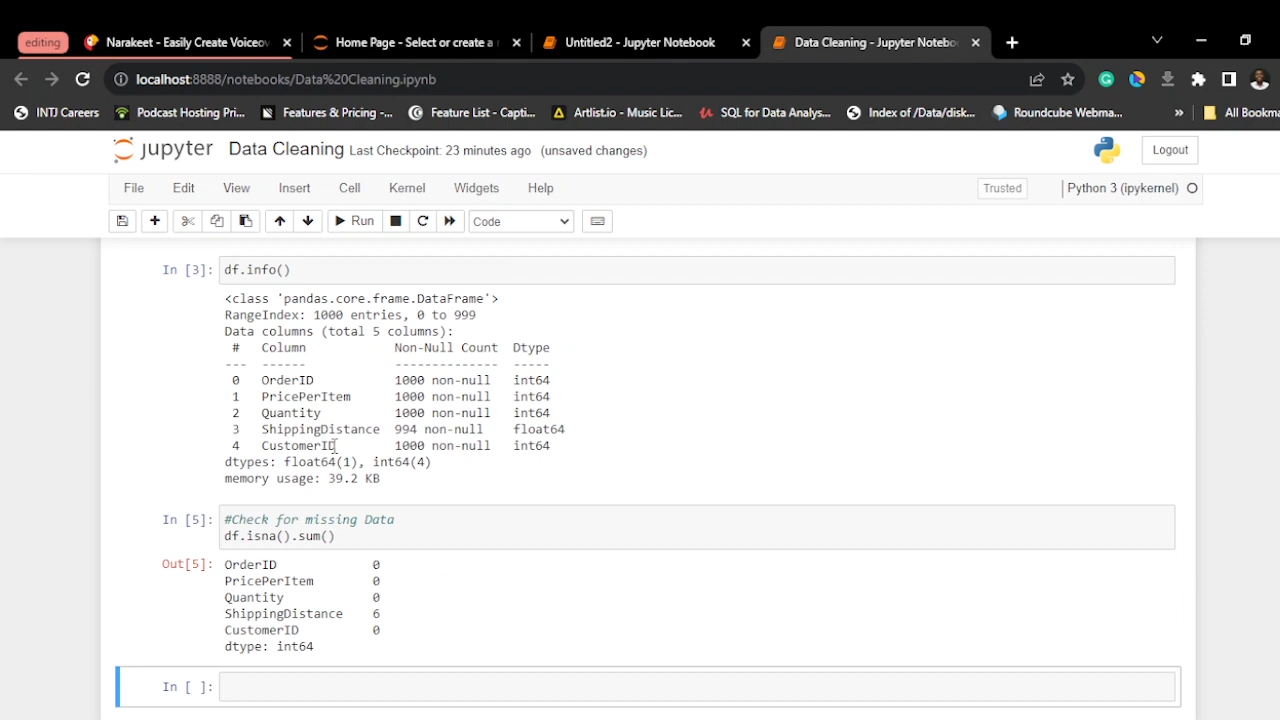 editing Narakeet - Easily Create Voiceov Home Page - Select or create a Untitled2 - Jupyter Notebook Data Cleaning - Jupyter Notebo
localhost:8888/notebooks/Data%20Cleaning.ipynb
INTJ Careers Podcast Hosting Pri... Features & Pricing -... Feature List - Capti... Artlist.io - Music Lic... SQL for Data Analys... Index of /Data/disk... Roundcube Webma... » All Bookma
jupyter Data Cleaning Last Checkpoint: 23 minutes ago (unsaved changes) Logout
File Edit View Insert Cell Kernel Widgets Help Trusted Python 3 (ipykernel)
Run Code
In [3]: df.info()
<class 'pandas.core.frame.DataFrame'>
RangeIndex: 1000 entries, 0 to 999
Data columns (total 5 columns):
# Column Non-Null Count Dtype
--- ------ -------------- -----
0 OrderID 1000 non-null int64
1 PricePerItem 1000 non-null int64
2 Quantity 1000 non-null int64
3 ShippingDistance 994 non-null float64
4 CustomerID 1000 non-null int64
dtypes: float64(1), int64(4)
memory usage: 39.2 KB
In [5]: #Check for missing Data
df.isna().sum()
Out[5]: OrderID 0
PricePerItem 0
Quantity 0
ShippingDistance 6
CustomerID 0
dtype: int64
In [ ]: